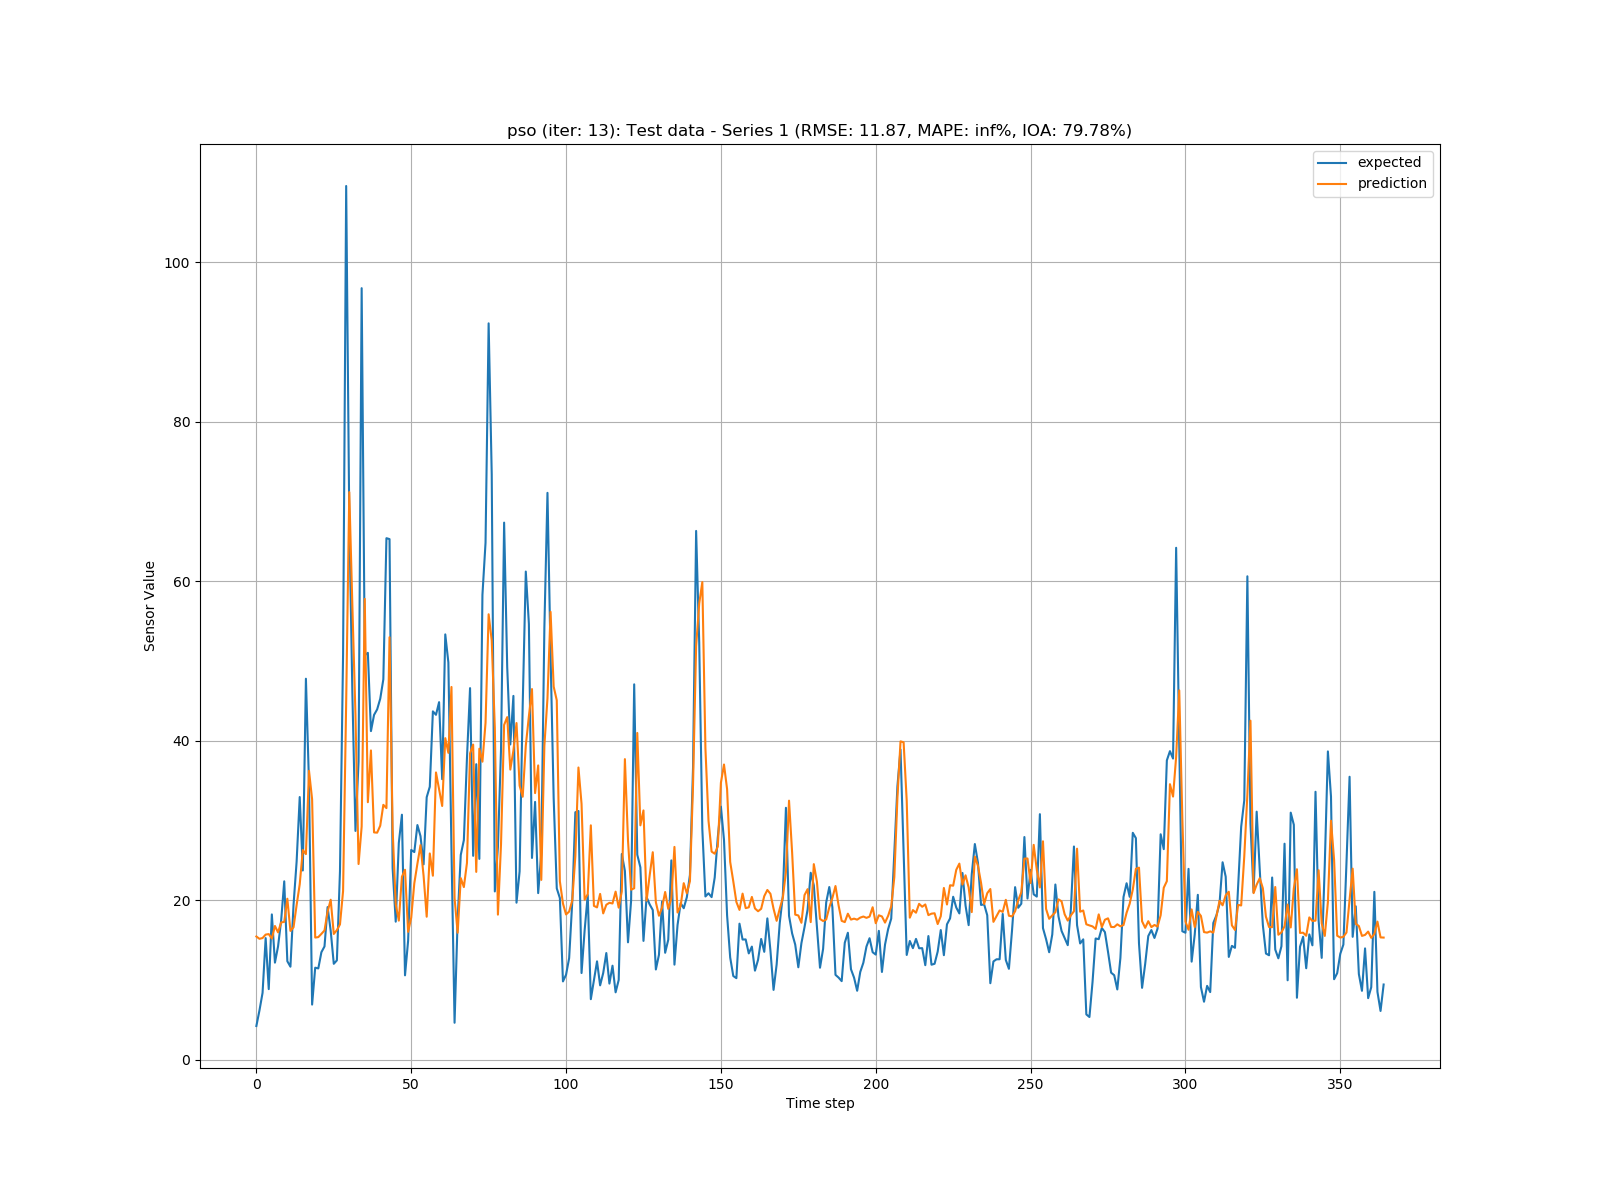 pso (iter: 13): Test data - Series 1 (RMSE: 11.87, MAPE: inf%, IOA: 79.78%)
expected
prediction
100
80
60
40
20
0
Sensor Value
0 50 100 150 200 250 300 350
Time step